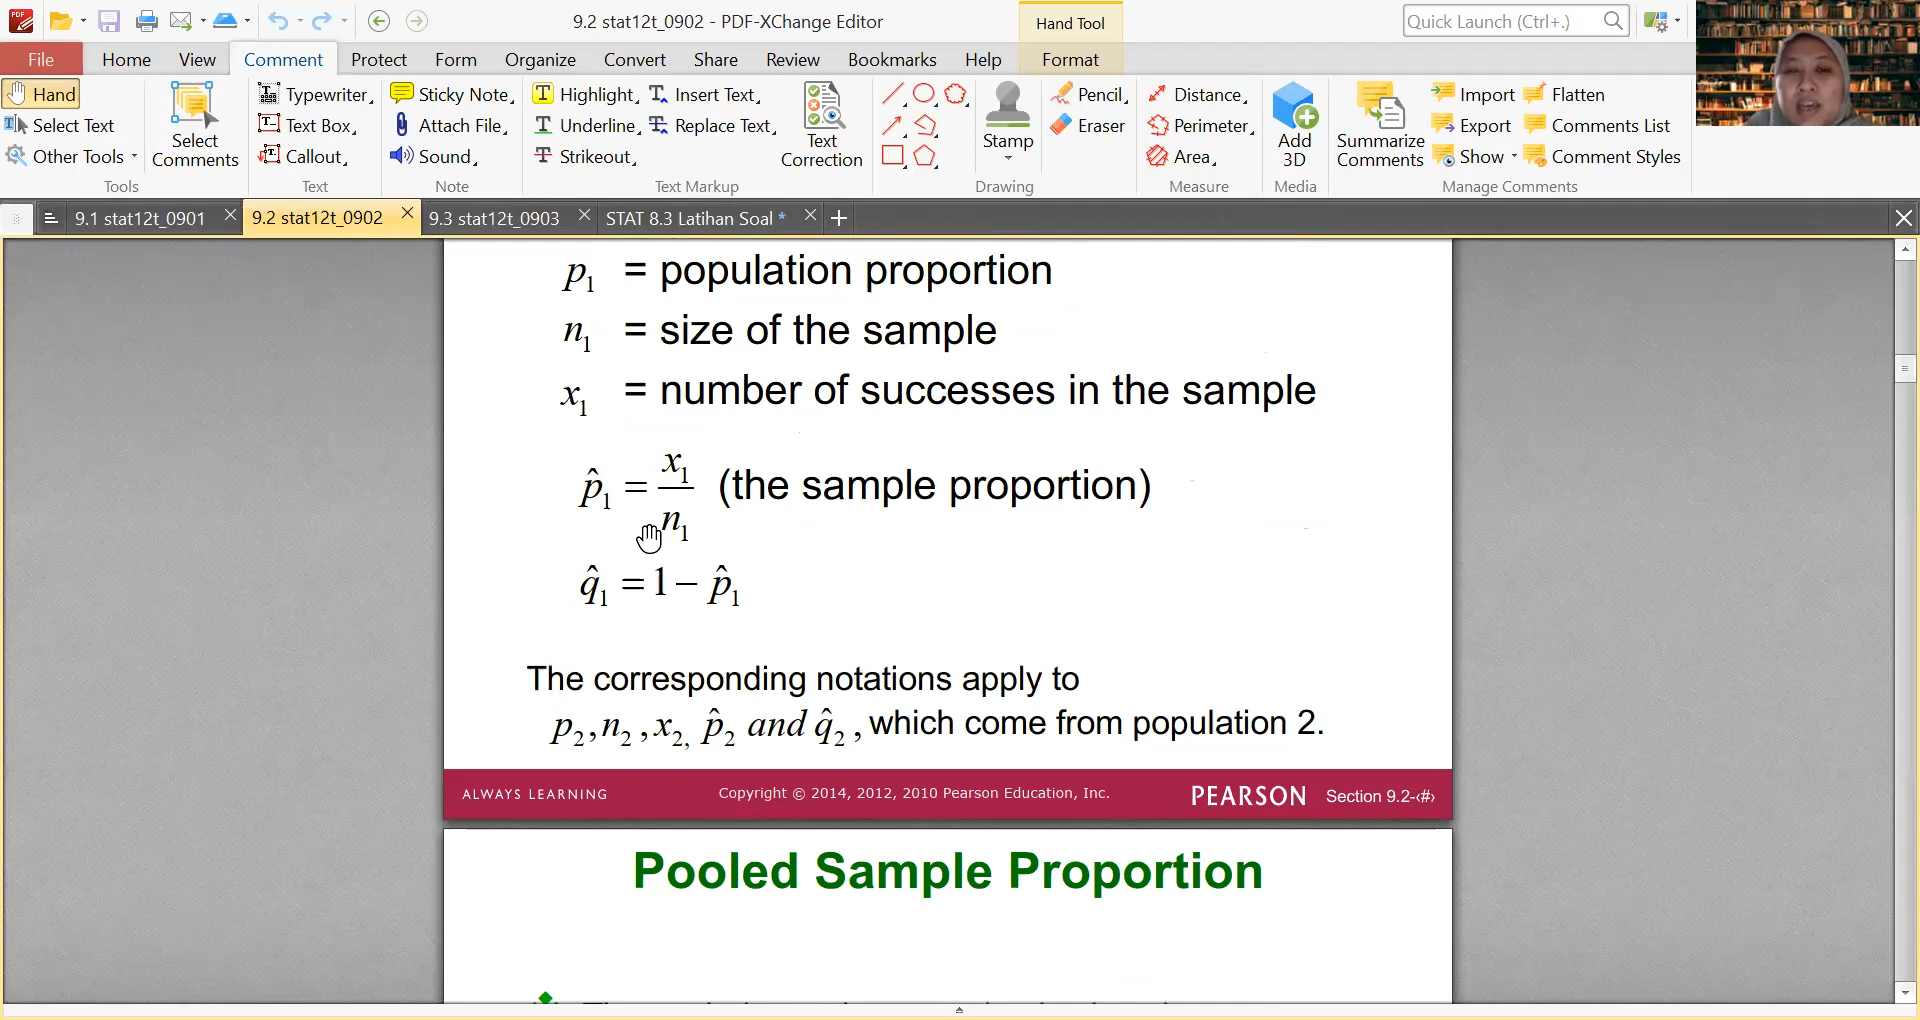 9.2 stat12t_0902 - PDF-XChange Editor
Hand Tool
Quick Launch (Ctrl+.)
File Home View Comment Protect Form Organize Convert Share Review Bookmarks Help Format
Hand
Select Text
Other Tools
Select Comments
Tools
Typewriter
Text Box
Callout
Text
Sticky Note
Attach File
Sound
Note
Highlight
Underline
Strikeout
Insert Text
Replace Text
Text Correction
Text Markup
Stamp
Pencil
Eraser
Drawing
Distance
Perimeter
Area
Measure
Add 3D
Media
Summarize Comments
Import
Export
Show
Flatten
Comments List
Comment Styles
Manage Comments
9.1 stat12t_0901
9.2 stat12t_0902
9.3 stat12t_0903
STAT 8.3 Latihan Soal *
p₁ = population proportion
n₁ = size of the sample
x₁ = number of successes in the sample
p̂₁ = x₁/n₁ (the sample proportion)
q̂₁ = 1 − p̂₁
The corresponding notations apply to
p₂, n₂, x₂, p̂₂ and q̂₂, which come from population 2.
ALWAYS LEARNING
Copyright © 2014, 2012, 2010 Pearson Education, Inc.
PEARSON
Section 9.2-‹#›
Pooled Sample Proportion